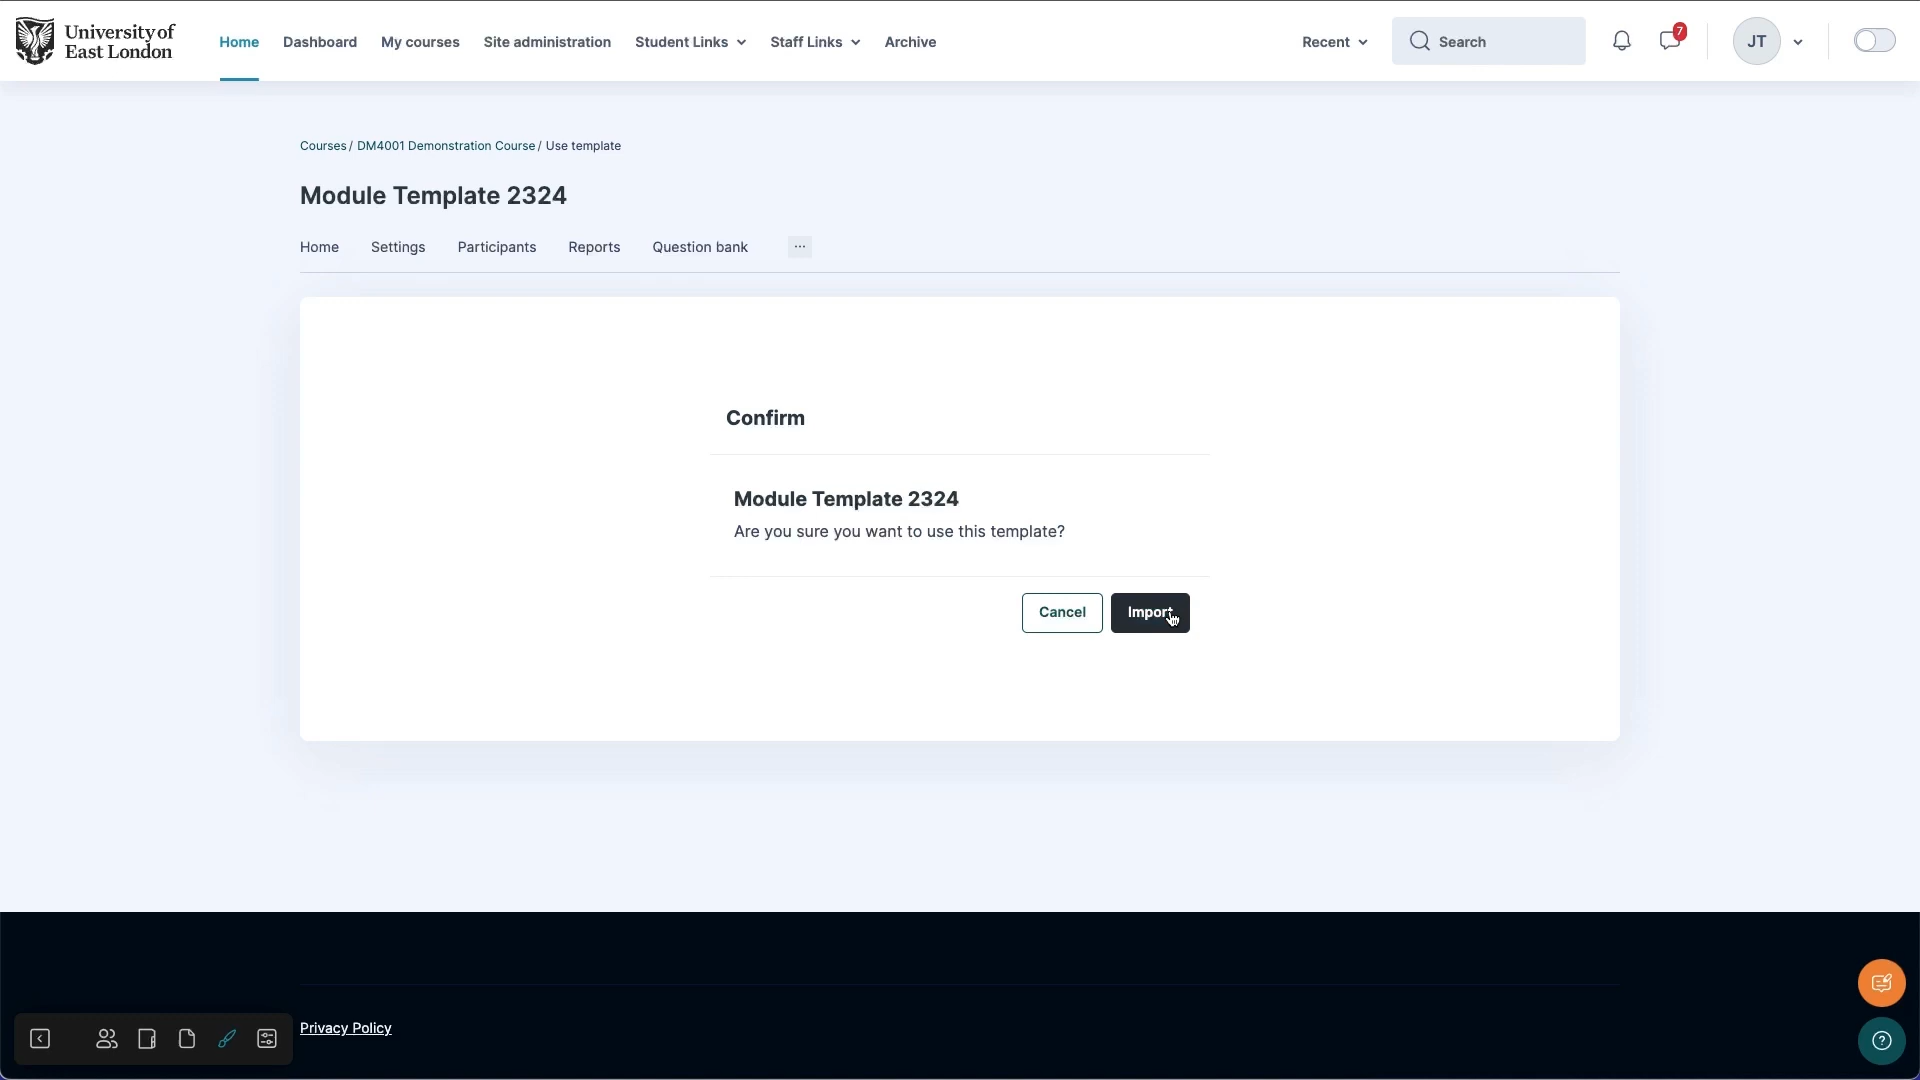 University of
East London
Home Dashboard My courses Site administration Student Links Staff Links Archive
Recent Search 7 JT
Courses / DM4001 Demonstration Course / Use template
Module Template 2324
Home Settings Participants Reports Question bank ...
Confirm
Module Template 2324
Are you sure you want to use this template?
Cancel Import
Privacy Policy
?